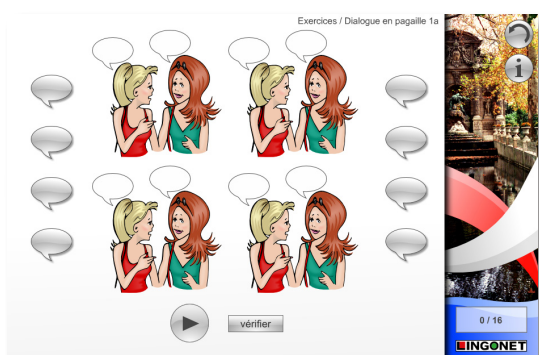 Exercices / Dialogue en pagaille 1a
i
vérifier
0 / 16
LINGONET